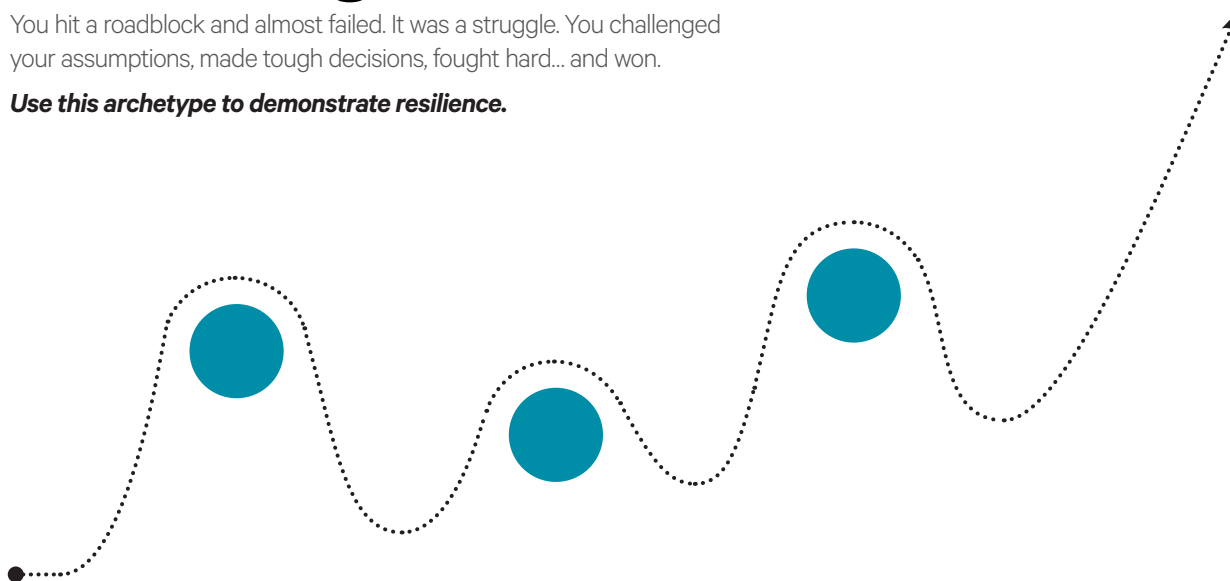 You hit a roadblock and almost failed. It was a struggle. You challenged
your assumptions, made tough decisions, fought hard... and won.
Use this archetype to demonstrate resilience.